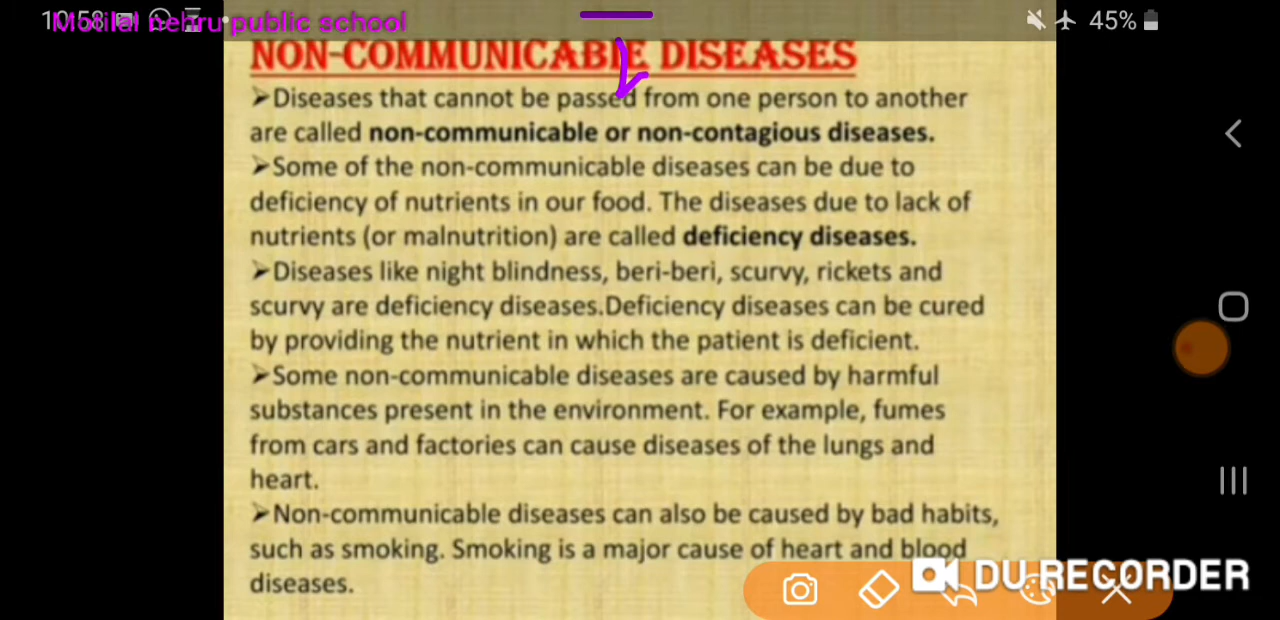 10:58
Motilal nehru public school
45%
NON-COMMUNICABLE DISEASES
➢Diseases that cannot be passed from one person to another
are called non-communicable or non-contagious diseases.
➢Some of the non-communicable diseases can be due to
deficiency of nutrients in our food. The diseases due to lack of
nutrients (or malnutrition) are called deficiency diseases.
➢Diseases like night blindness, beri-beri, scurvy, rickets and
scurvy are deficiency diseases.Deficiency diseases can be cured
by providing the nutrient in which the patient is deficient.
➢Some non-communicable diseases are caused by harmful
substances present in the environment. For example, fumes
from cars and factories can cause diseases of the lungs and
heart.
➢Non-communicable diseases can also be caused by bad habits,
such as smoking. Smoking is a major cause of heart and blood
diseases.
DU RECORDER